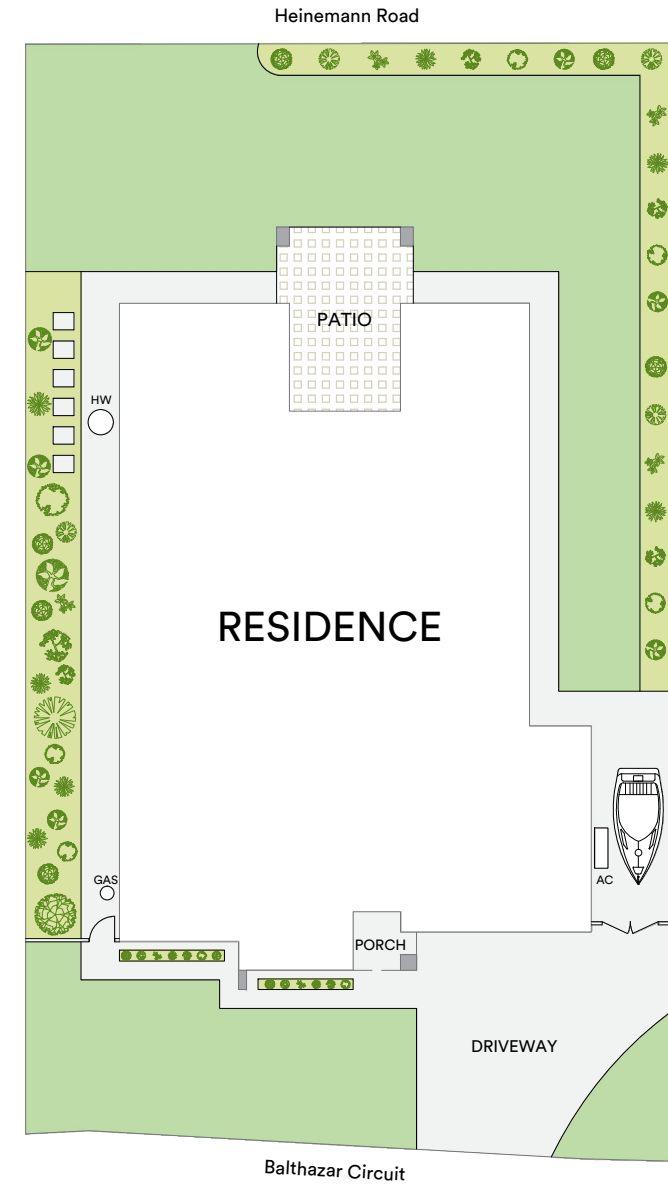 Heinemann Road
PATIO
HW
RESIDENCE
GAS
AC
PORCH
DRIVEWAY
Balthazar Circuit